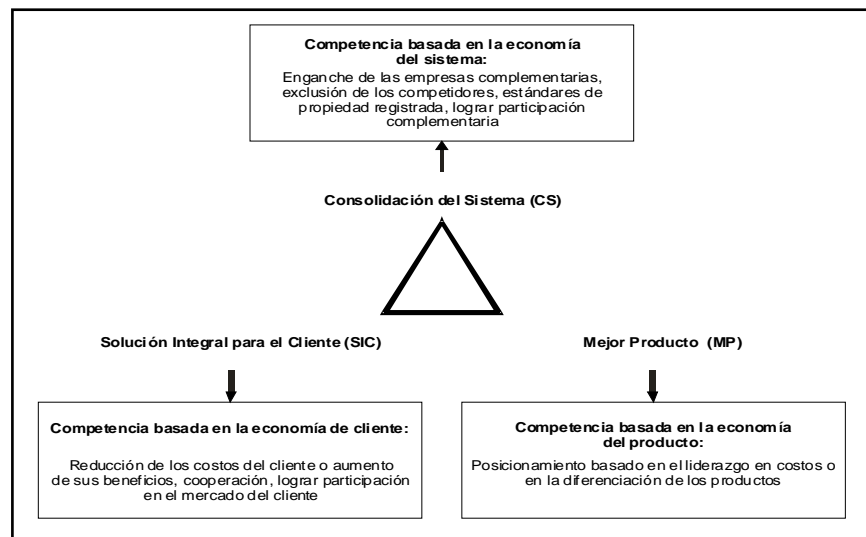 Competencia basada en la economía
del sistema:
Enganche de las empresas complementarias,
exclusión de los competidores, estándares de
propiedad registrada, lograr participación
complementaria
Consolidación del Sistema (CS)
Solución Integral para el Cliente (SIC)
Mejor Producto (MP)
Competencia basada en la economía de cliente:
Reducción de los costos del cliente o aumento
de sus beneficios, cooperación, lograr participación
en el mercado del cliente
Competencia basada en la economía
del producto:
Posicionamiento basado en el liderazgo en costos o
en la diferenciación de los productos